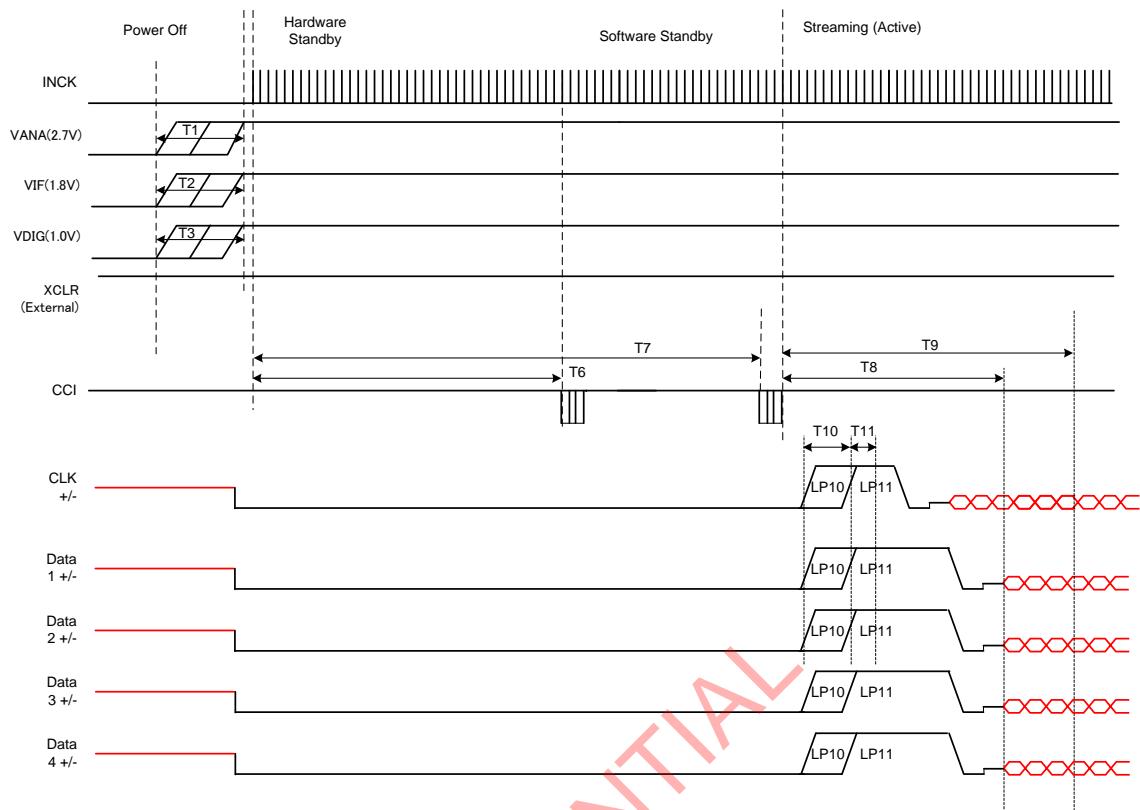 Power Off
Hardware
Standby
Software Standby
Streaming (Active)
INCK
VANA(2.7V)
T1
VIF(1.8V)
T2
VDIG(1.0V)
T3
XCLR
(External)
T7
T9
T6
T8
CCI
T10
T11
CLK
+/-
LP10
LP11
Data
1 +/-
LP10
LP11
Data
2 +/-
LP10
LP11
Data
3 +/-
LP10
LP11
Data
4 +/-
LP10
LP11
NTIAL